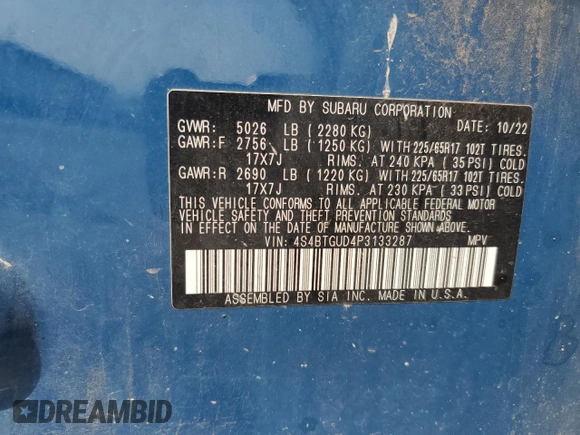 MFD BY SUBARU CORPORATION
GVWR: 5026 LB (2280 KG) DATE: 10/22
GAWR:F 2756 LB (1250 KG) WITH 225/65R17 102T TIRES.
17X7J RIMS. AT 240 KPA (35 PSI) COLD
GAWR:R 2690 LB (1220 KG) WITH 225/65R17 102T TIRES.
17X7J RIMS. AT 230 KPA (33 PSI) COLD
THIS VEHICLE CONFORMS TO ALL APPLICABLE FEDERAL MOTOR
VEHICLE SAFETY AND THEFT PREVENTION STANDARDS
IN EFFECT ON THE DATE OF MANUFACTURE SHOWN ABOVE.
VIN: 4S4BTGUD4P3133287 MPV
ASSEMBLED BY SIA INC. MADE IN U.S.A.
DREAMBID